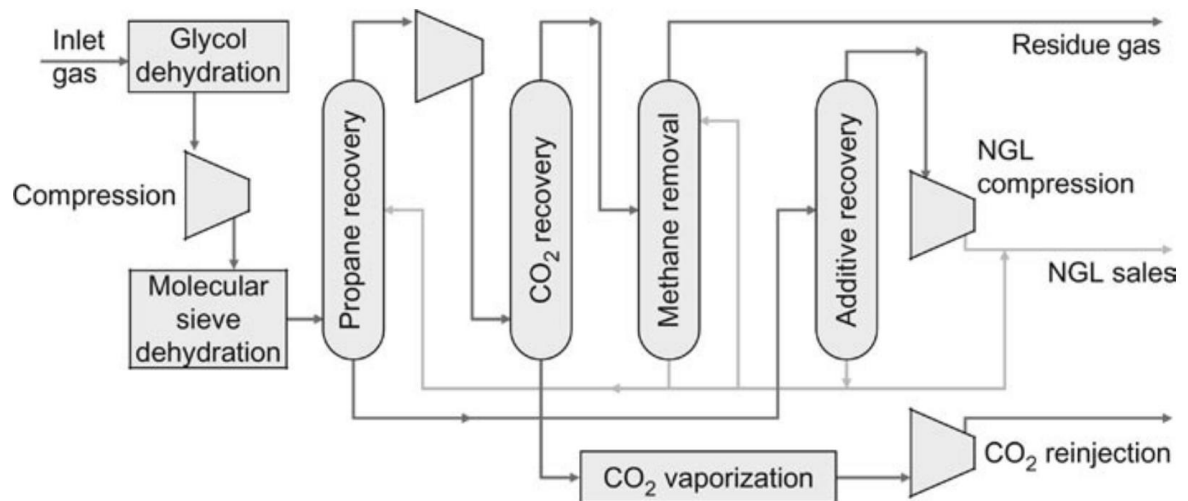 Inlet
gas
Glycol
dehydration
Compression
Molecular
sieve
dehydration
Propane recovery
CO₂ recovery
Methane removal
Additive recovery
Residue gas
NGL
compression
NGL sales
CO₂ vaporization
CO₂ reinjection